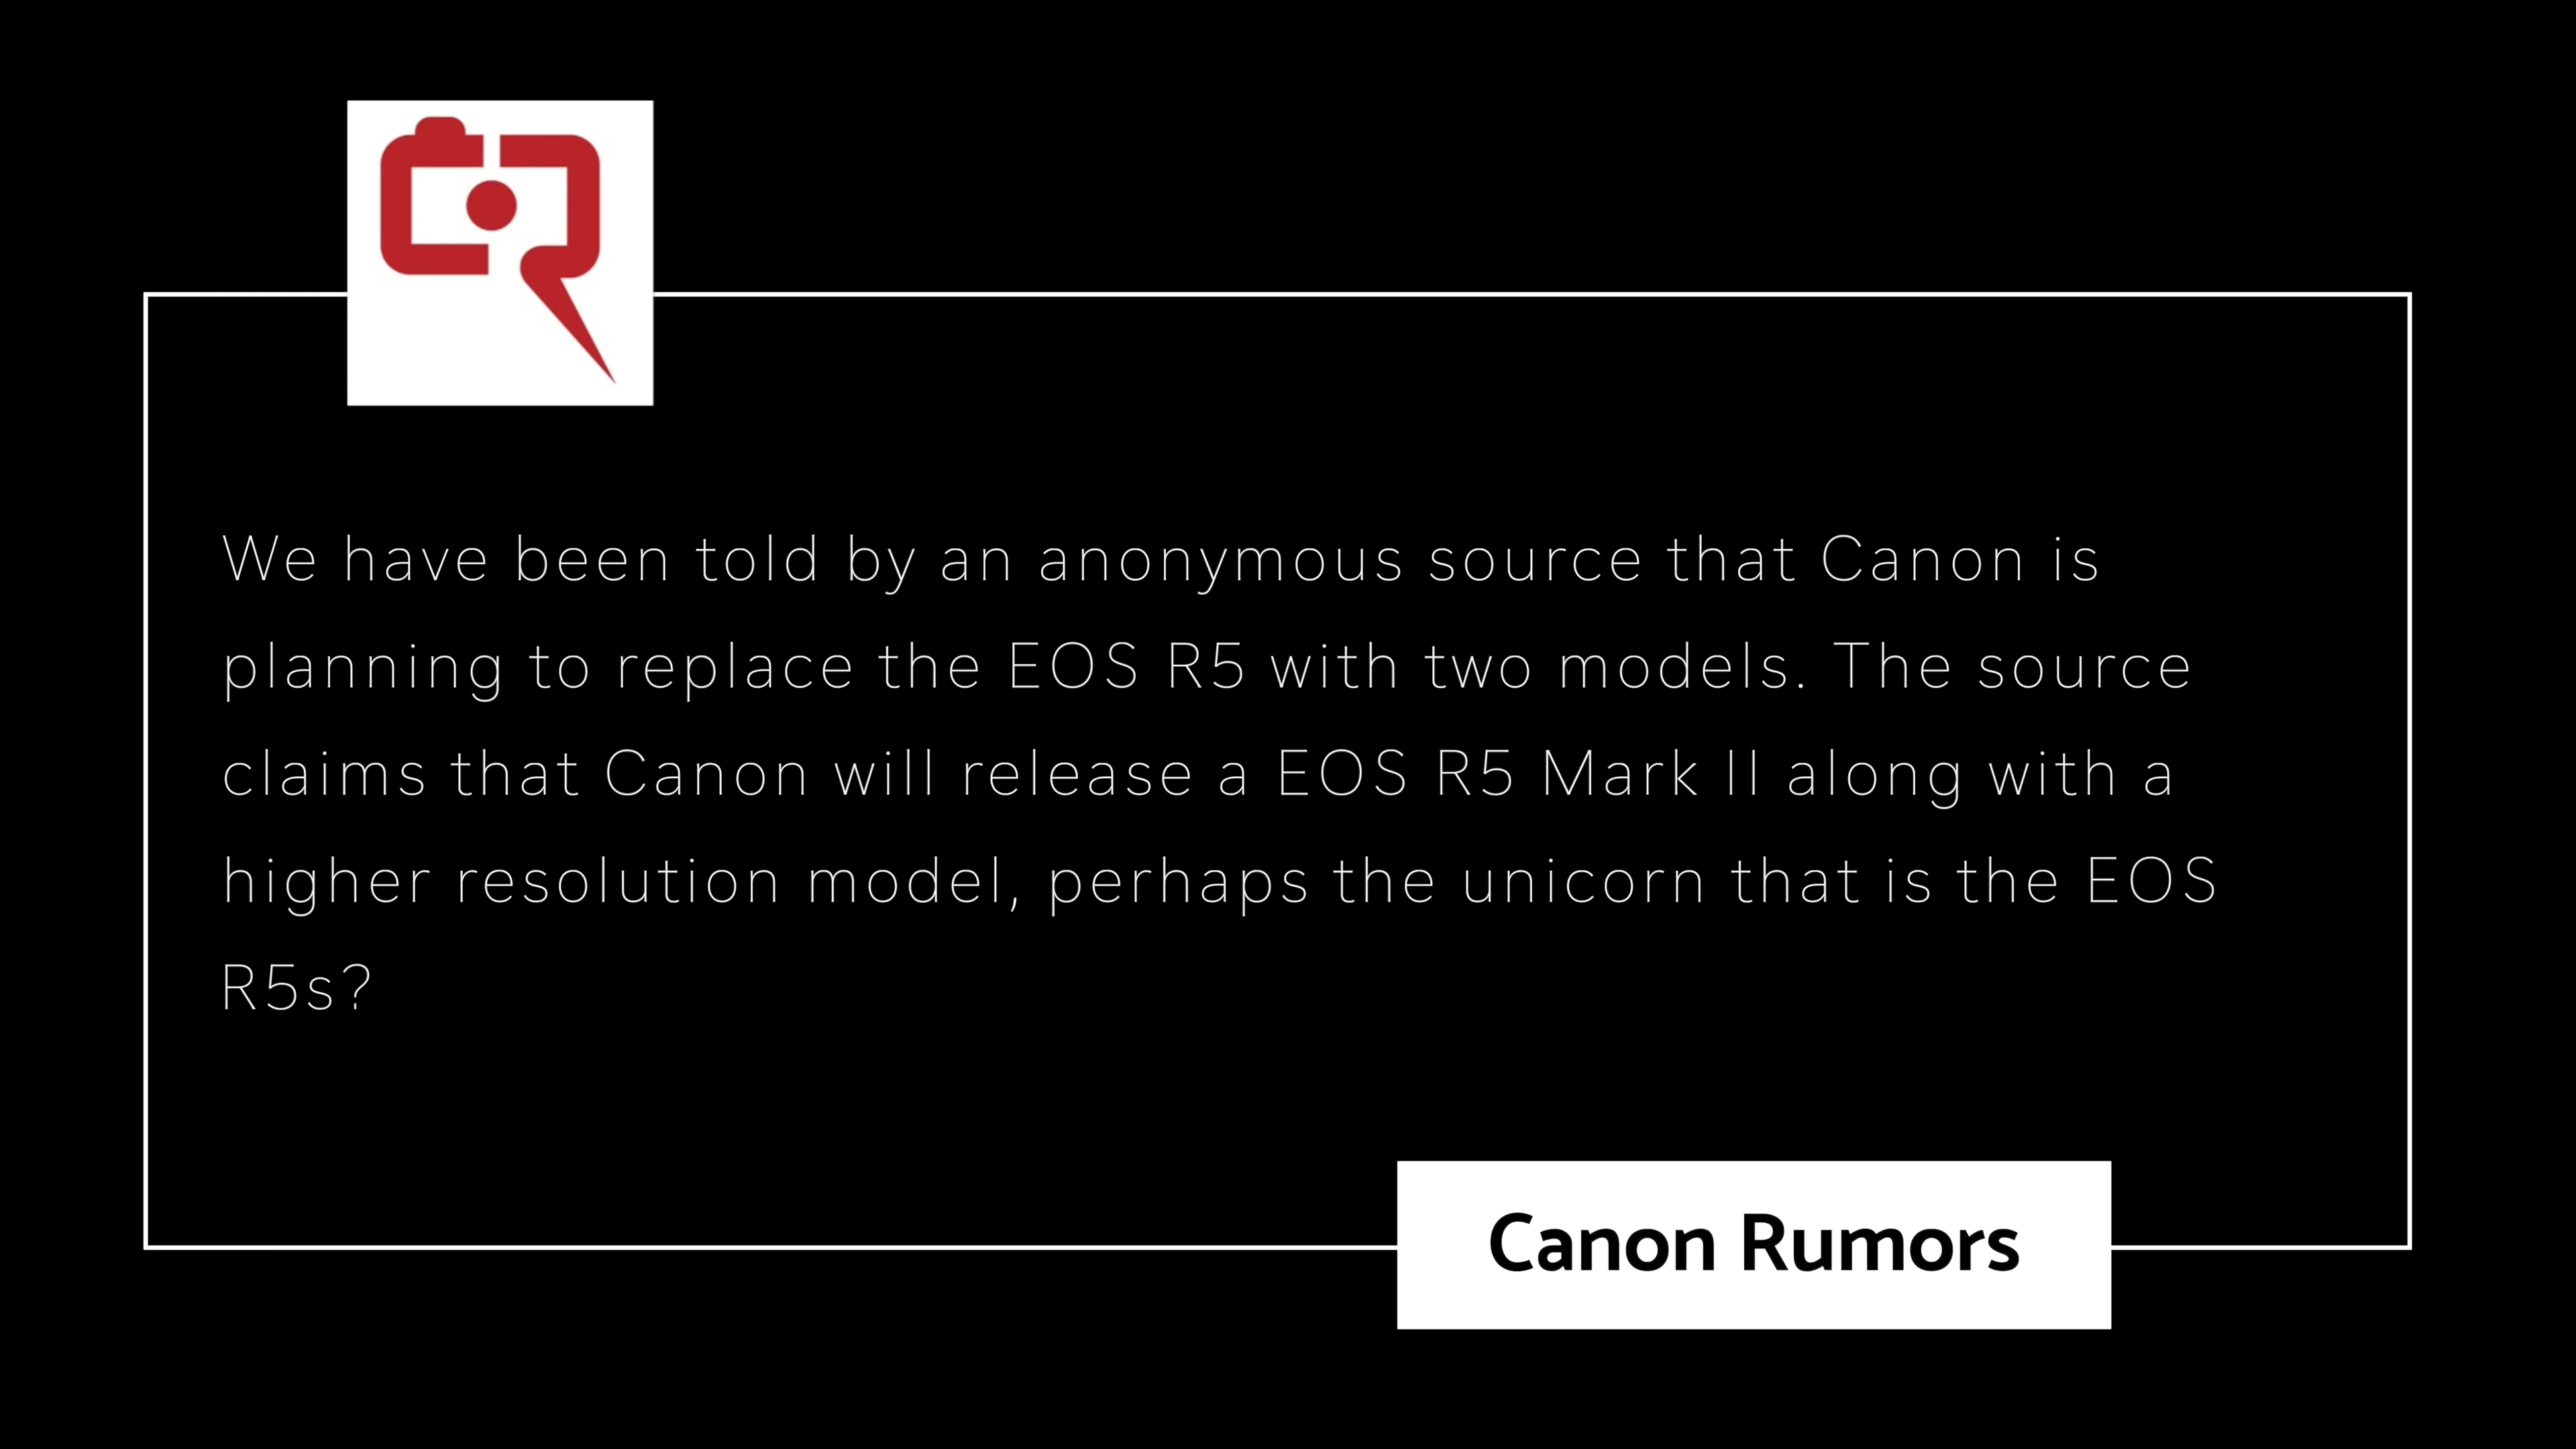 We have been told by an anonymous source that Canon is
planning to replace the EOS R5 with two models. The source
claims that Canon will release a EOS R5 Mark II along with a
higher resolution model, perhaps the unicorn that is the EOS
R5s?
Canon Rumors